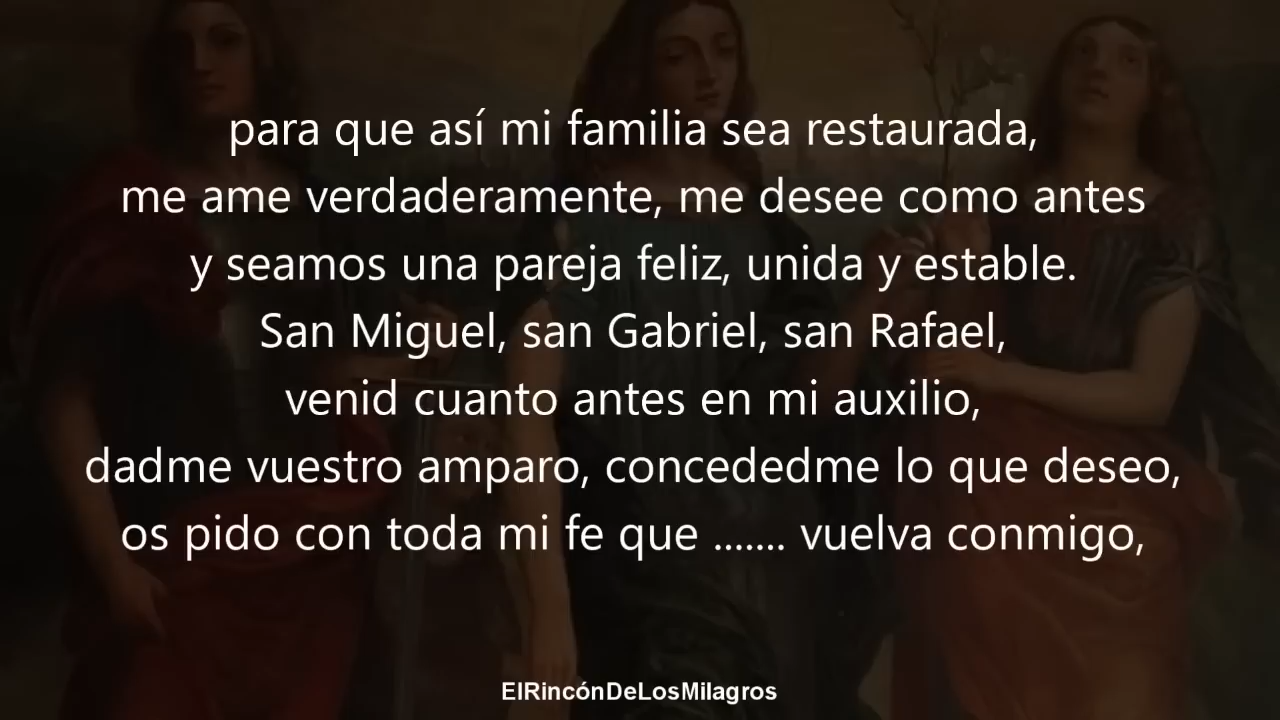 para que así mi familia sea restaurada,
me ame verdaderamente, me desee como antes
y seamos una pareja feliz, unida y estable.
San Miguel, san Gabriel, san Rafael,
venid cuanto antes en mi auxilio,
dadme vuestro amparo, concededme lo que deseo,
os pido con toda mi fe que ....... vuelva conmigo,
ElRincónDeLosMilagros